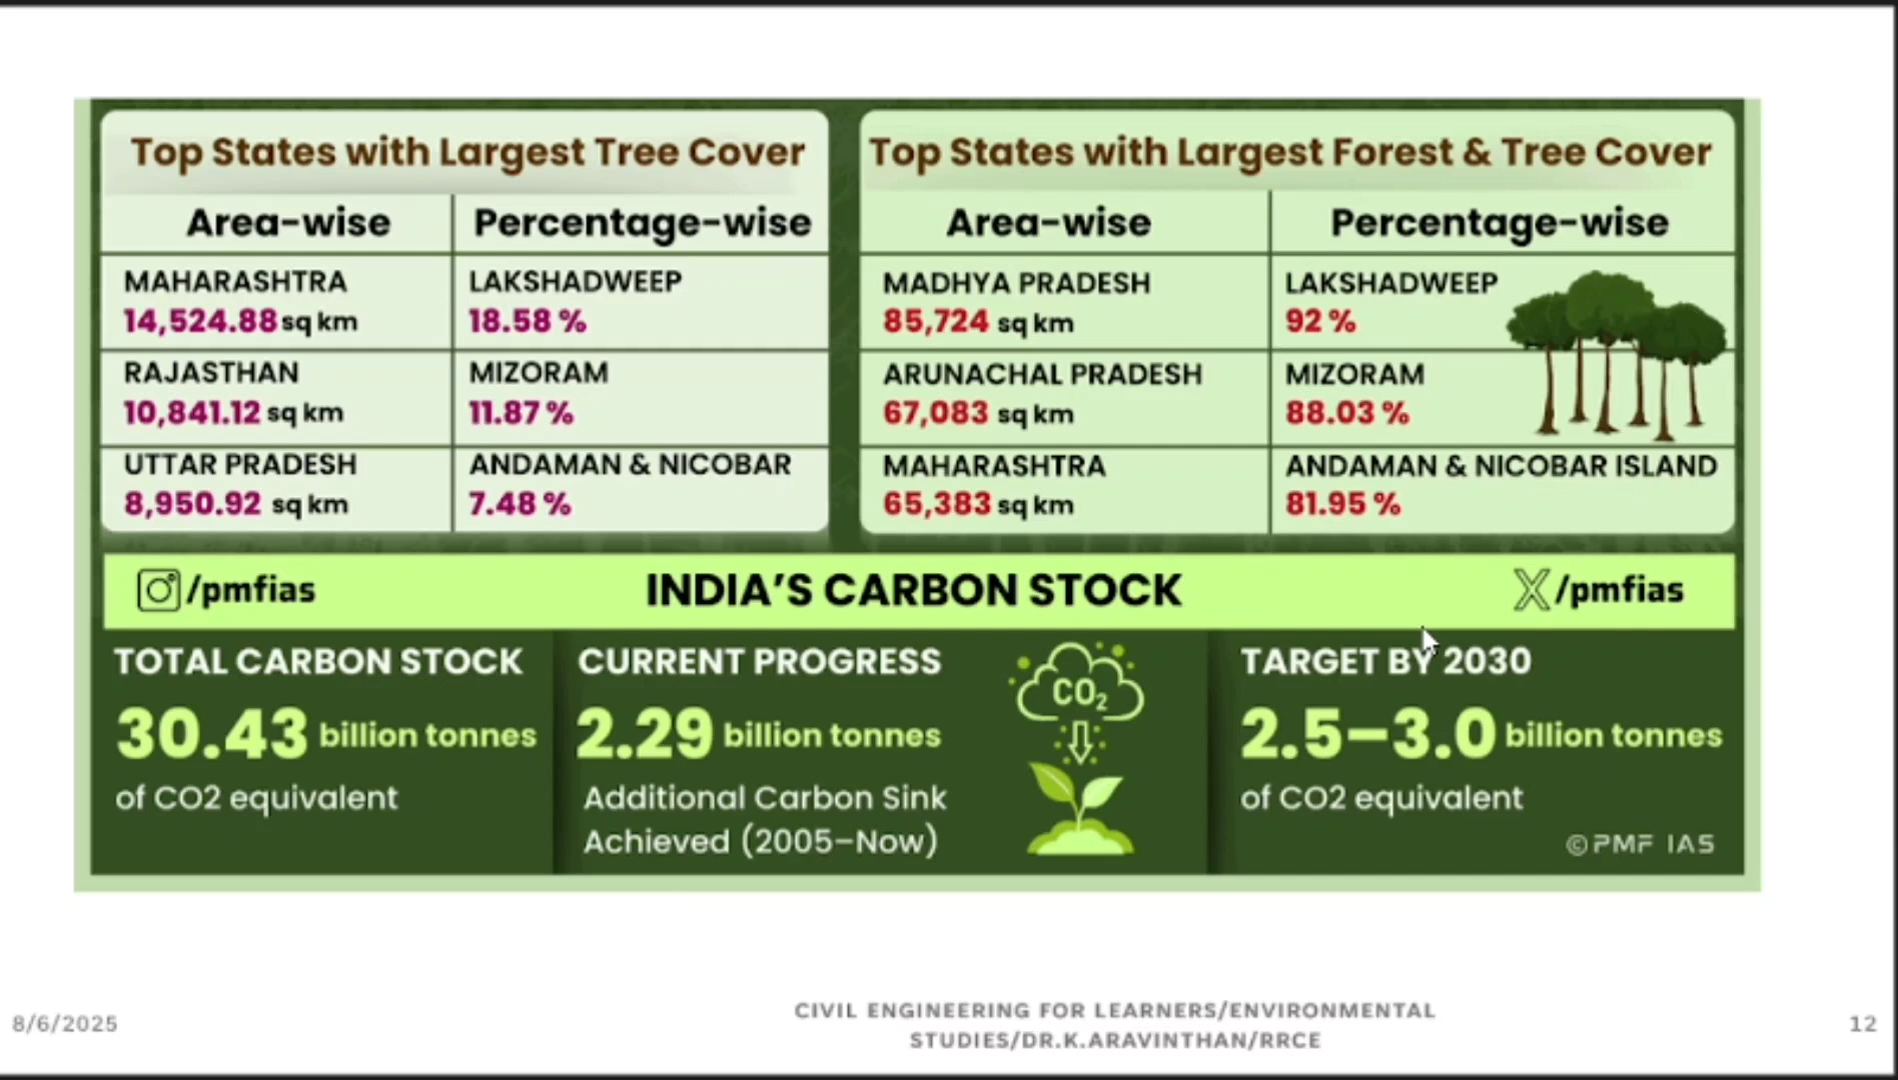 Top States with Largest Tree Cover
Area-wise
Percentage-wise
MAHARASHTRA
14,524.88 sq km
LAKSHADWEEP
18.58 %
RAJASTHAN
10,841.12 sq km
MIZORAM
11.87 %
UTTAR PRADESH
8,950.92 sq km
ANDAMAN & NICOBAR
7.48 %
Top States with Largest Forest & Tree Cover
Area-wise
Percentage-wise
MADHYA PRADESH
85,724 sq km
LAKSHADWEEP
92 %
ARUNACHAL PRADESH
67,083 sq km
MIZORAM
88.03 %
MAHARASHTRA
65,383 sq km
ANDAMAN & NICOBAR ISLAND
81.95 %
/pmfias
INDIA’S CARBON STOCK
/pmfias
TOTAL CARBON STOCK
30.43 billion tonnes
of CO2 equivalent
CURRENT PROGRESS
2.29 billion tonnes
Additional Carbon Sink
Achieved (2005–Now)
CO₂
TARGET BY 2030
2.5–3.0 billion tonnes
of CO2 equivalent
©PMF IAS
8/6/2025
CIVIL ENGINEERING FOR LEARNERS/ENVIRONMENTAL
STUDIES/DR.K.ARAVINTHAN/RRCE
12